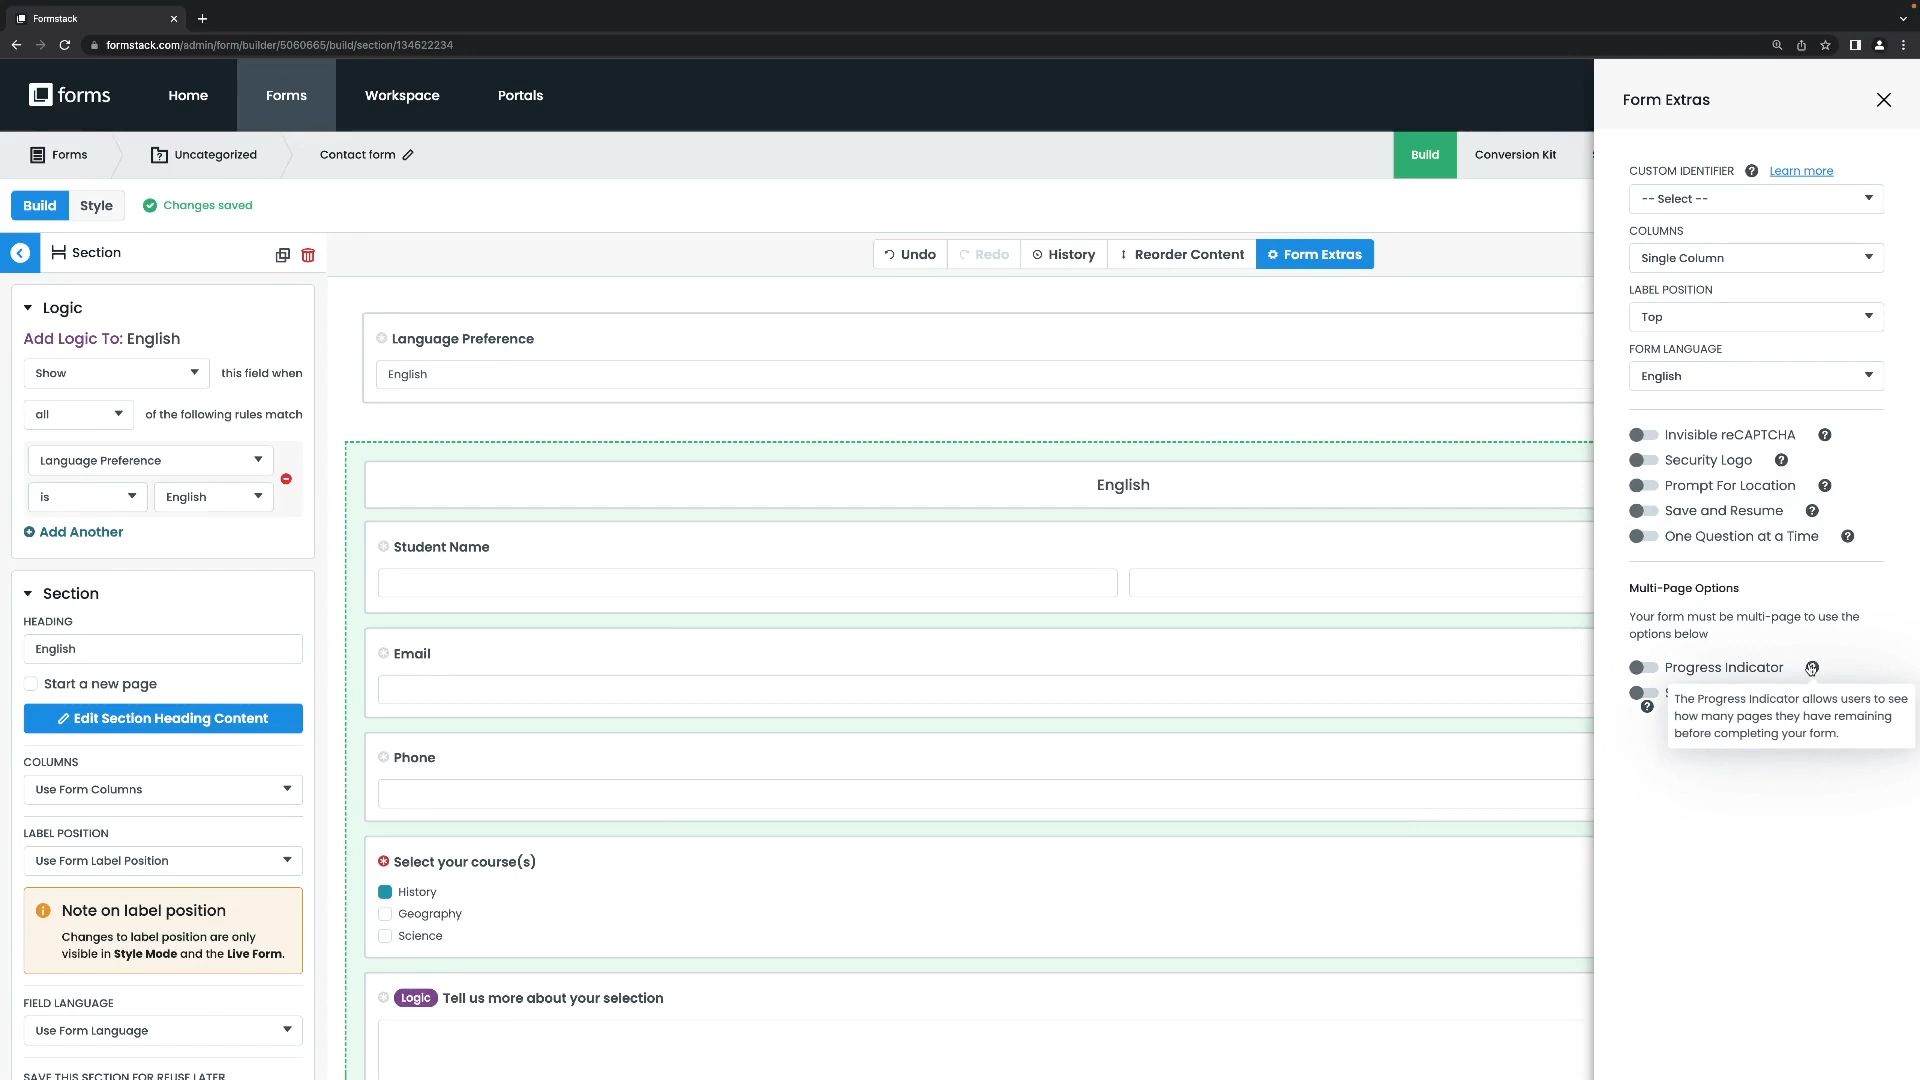 Formstack
formstack.com/admin/form/builder/5060665/build/section/134622234
forms
Home
Forms
Workspace
Portals
Forms
Uncategorized
Contact form
Build
Conversion Kit
Build
Style
Changes saved
Section
Undo
Redo
History
Reorder Content
Form Extras
Logic
Add Logic To: English
Show
this field when
all
of the following rules match
Language Preference
is
English
Add Another
Section
HEADING
English
Start a new page
Edit Section Heading Content
COLUMNS
Use Form Columns
LABEL POSITION
Use Form Label Position
Note on label position
Changes to label position are only
visible in Style Mode and the Live Form.
FIELD LANGUAGE
Use Form Language
SAVE THIS SECTION FOR REUSE LATER
Language Preference
English
English
Student Name
Email
Phone
Select your course(s)
History
Geography
Science
Logic
Tell us more about your selection
Form Extras
CUSTOM IDENTIFIER
Learn more
-- Select --
COLUMNS
Single Column
LABEL POSITION
Top
FORM LANGUAGE
English
Invisible reCAPTCHA
Security Logo
Prompt For Location
Save and Resume
One Question at a Time
Multi-Page Options
Your form must be multi-page to use the
options below
Progress Indicator
The Progress Indicator allows users to see
how many pages they have remaining
before completing your form.